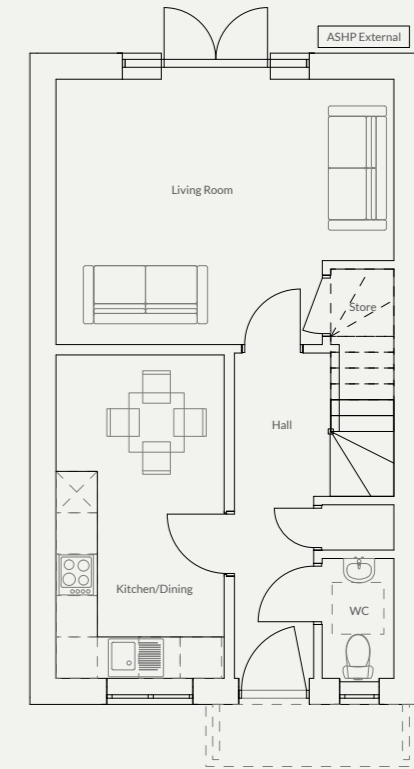 ASHP External
Living Room
Store
Hall
Kitchen/Dining
WC